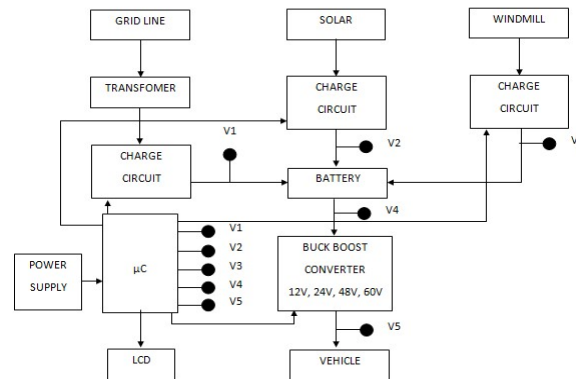 GRID LINE
SOLAR
WINDMILL
TRANSFOMER
CHARGE
CIRCUIT
CHARGE
CIRCUIT
V1
V2
V
CHARGE
CIRCUIT
BATTERY
V4
V1
V2
V3
V4
V5
µC
POWER
SUPPLY
BUCK BOOST
CONVERTER
12V, 24V, 48V, 60V
V5
LCD
VEHICLE